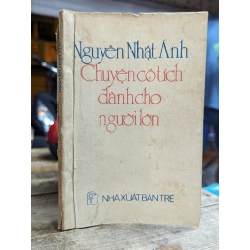 Nguyễn Nhật Ánh
Chuyện cổ tích
dành cho
người lớn
NHÀ XUẤT BẢN TRẺ